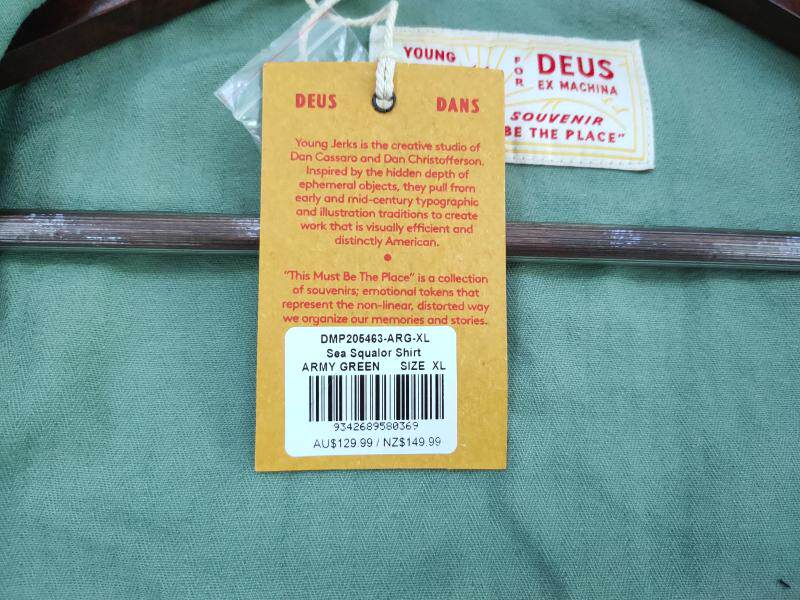 YOUNG
FOR
DEUS
EX MACHINA
SOUVENIR
BE THE PLACE"
DEUS DANS
Young Jerks is the creative studio of
Dan Cassaro and Dan Christofferson.
Inspired by the hidden depth of
ephemeral objects, they pull from
early and mid-century typographic
and illustration traditions to create
work that is visually efficient and
distinctly American.
"This Must Be The Place" is a collection
of souvenirs; emotional tokens that
represent the non-linear, distorted way
we organize our memories and stories.
DMP205463-ARG-XL
Sea Squalor Shirt
ARMY GREEN SIZE XL
9342689580369
AU$129.99 / NZ$149.99